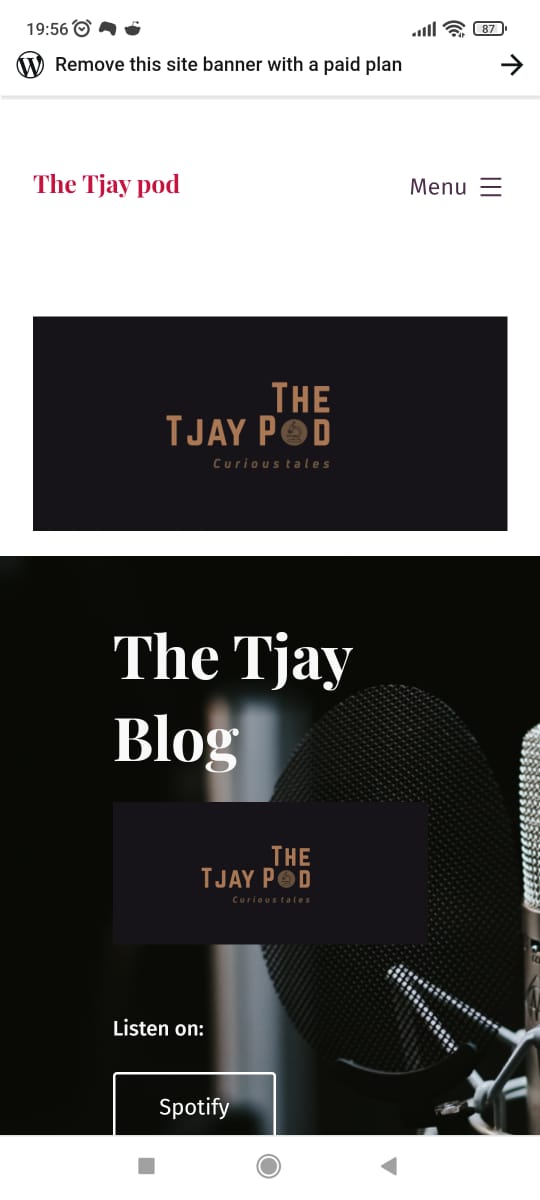 19:56
87
Remove this site banner with a paid plan
The Tjay pod
Menu
THE
TJAY POD
Curious tales
The Tjay
Blog
THE
TJAY POD
Curious tales
Listen on:
Spotify